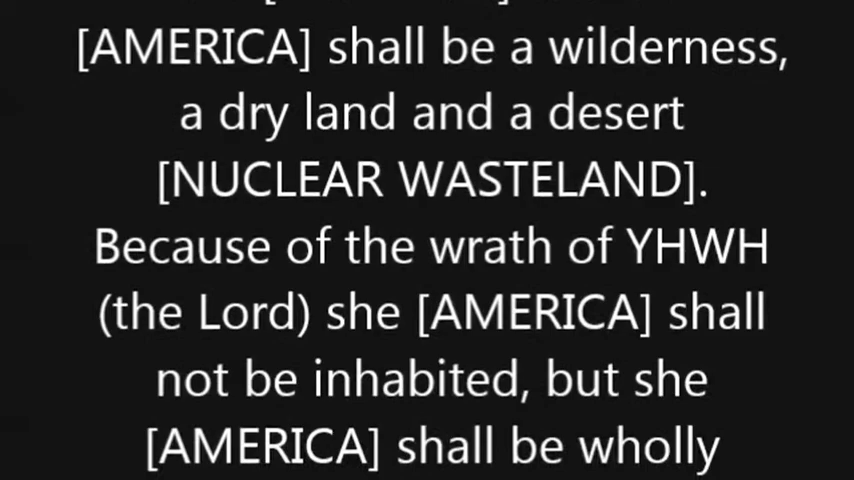 [AMERICA] shall be a wilderness,
a dry land and a desert
[NUCLEAR WASTELAND].
Because of the wrath of YHWH
(the Lord) she [AMERICA] shall
not be inhabited, but she
[AMERICA] shall be wholly